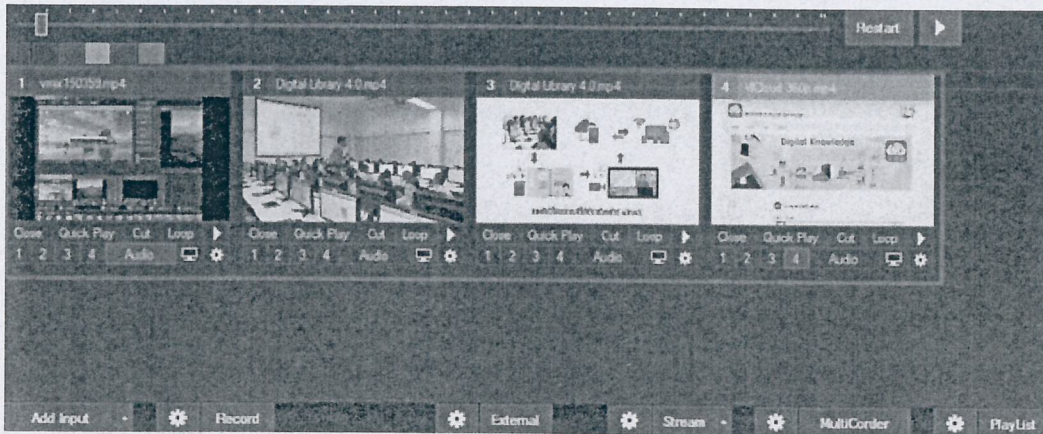 Restart
1 vmix150359.mp4
2 Digital Library 4.0.mp4
3 Digital Library 4.0.mp4
4 360p.mp4
Digital Knowledge
Close Quick Play Cut Loop
1 2 3 4 Audio
Close Quick Play Cut Loop
1 2 3 4 Audio
Close Quick Play Cut Loop
1 2 3 4 Audio
Close Quick Play Cut Loop
1 2 3 4 Audio
Add Input Record External Stream MultiCorder PlayList